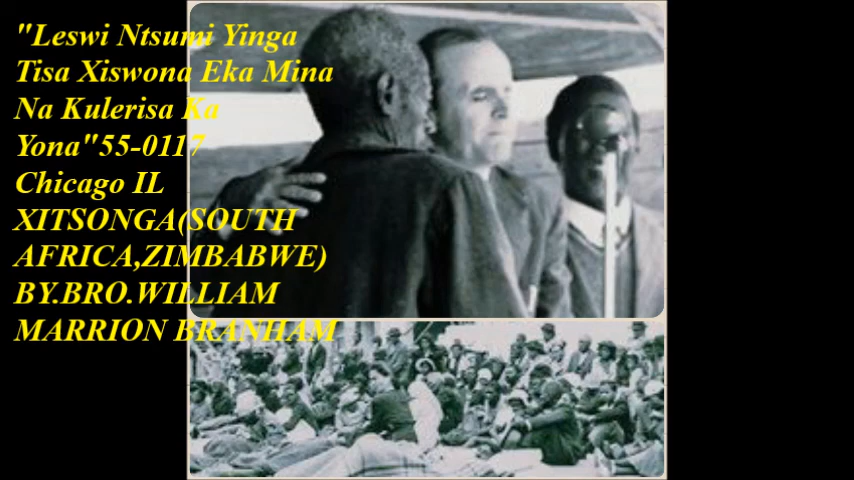 "Leswi Ntsumi Yinga
Tisa Xiswona Eka Mina
Na Kulerisa Ka
Yona"55-0117
Chicago IL
XITSONGA(SOUTH
AFRICA,ZIMBABWE)
BY.BRO.WILLIAM
MARRION BRANHAM